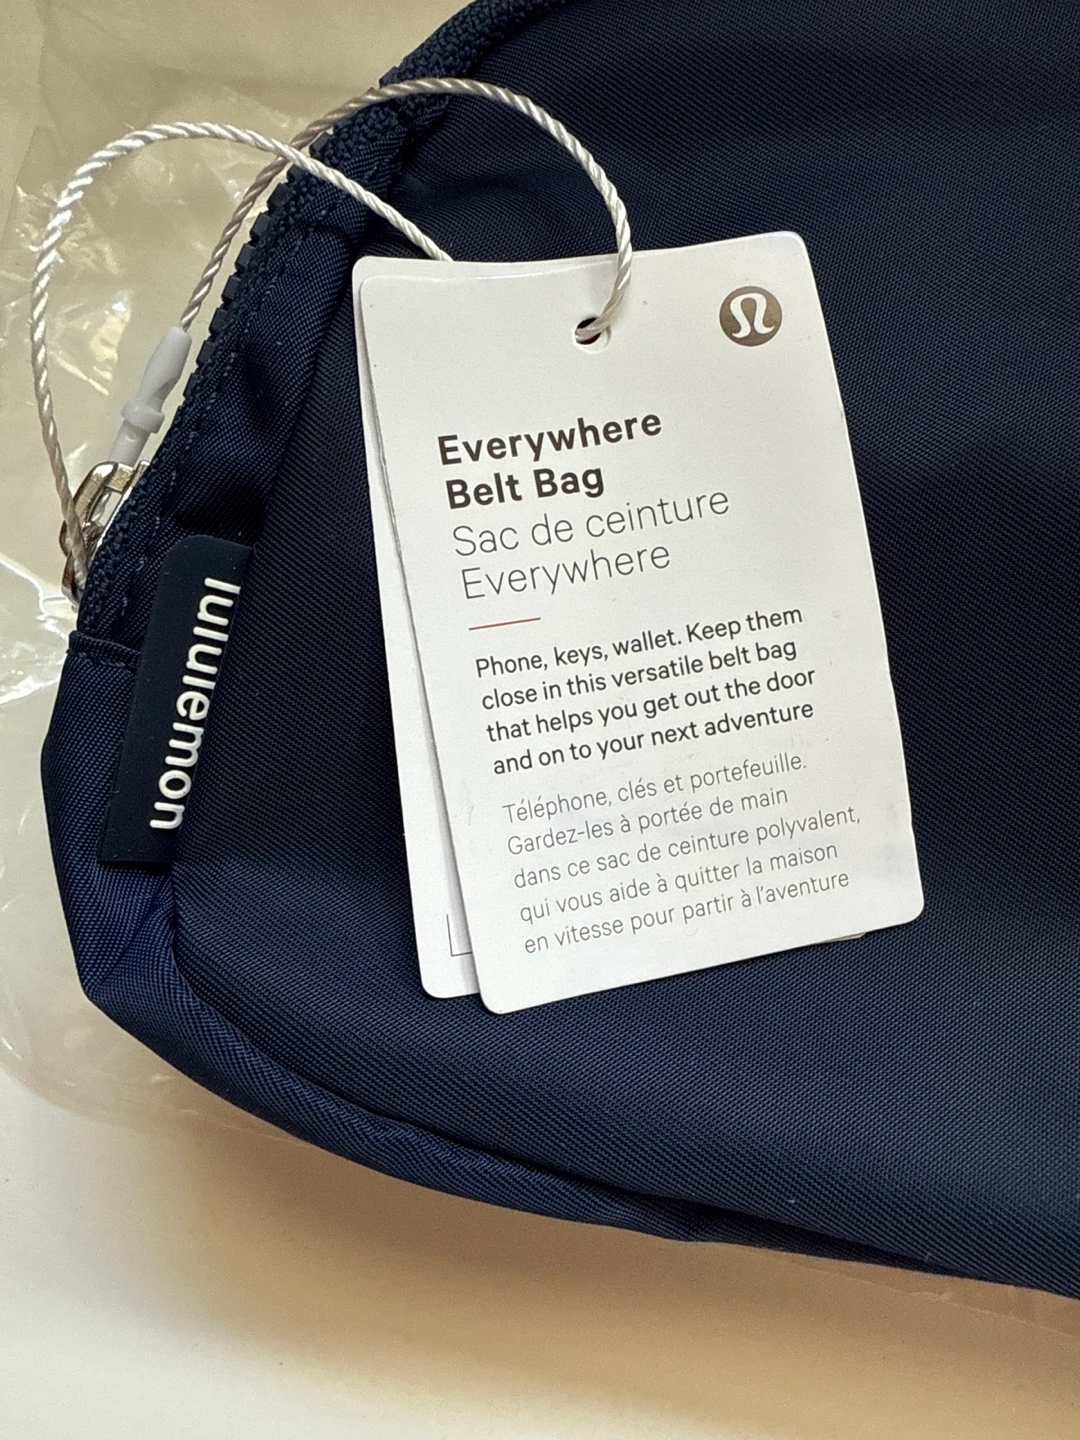 Everywhere
Belt Bag
Sac de ceinture
Everywhere
Phone, keys, wallet. Keep them
close in this versatile belt bag
that helps you get out the door
and on to your next adventure
Téléphone, clés et portefeuille.
Gardez-les à portée de main
dans ce sac de ceinture polyvalent,
qui vous aide à quitter la maison
en vitesse pour partir à l'aventure
lululemon